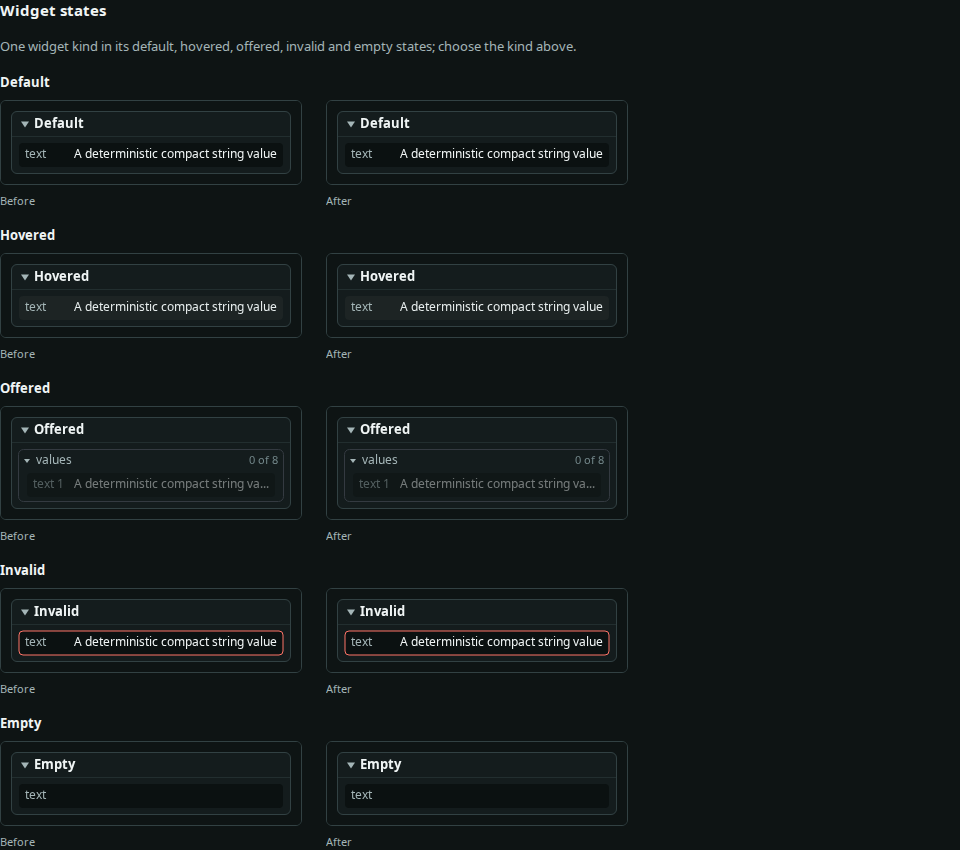 Widget states
One widget kind in its default, hovered, offered, invalid and empty states; choose the kind above.
Default
Default
text A deterministic compact string value
Before
Default
text A deterministic compact string value
After
Hovered
Hovered
text A deterministic compact string value
Before
Hovered
text A deterministic compact string value
After
Offered
Offered
values 0 of 8
text 1 A deterministic compact string va...
Before
Offered
values 0 of 8
text 1 A deterministic compact string va...
After
Invalid
Invalid
text A deterministic compact string value
Before
Invalid
text A deterministic compact string value
After
Empty
Empty
text
Before
Empty
text
After